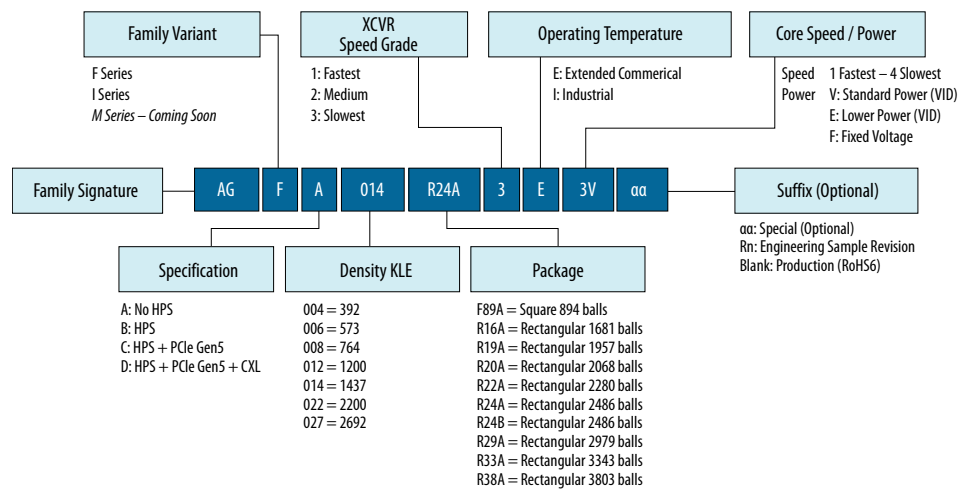 Family Variant
F Series
I Series
M Series – Coming Soon
XCVR
Speed Grade
1: Fastest
2: Medium
3: Slowest
Operating Temperature
E: Extended Commerical
I: Industrial
Core Speed / Power
Speed 1 Fastest – 4 Slowest
Power V: Standard Power (VID)
E: Lower Power (VID)
F: Fixed Voltage
Family Signature
AG F A 014 R24A 3 E 3V αα
Suffix (Optional)
αα: Special (Optional)
Rn: Engineering Sample Revision
Blank: Production (RoHS6)
Specification
A: No HPS
B: HPS
C: HPS + PCIe Gen5
D: HPS + PCIe Gen5 + CXL
Density KLE
004 = 392
006 = 573
008 = 764
012 = 1200
014 = 1437
022 = 2200
027 = 2692
Package
F89A = Square 894 balls
R16A = Rectangular 1681 balls
R19A = Rectangular 1957 balls
R20A = Rectangular 2068 balls
R22A = Rectangular 2280 balls
R24A = Rectangular 2486 balls
R24B = Rectangular 2486 balls
R29A = Rectangular 2979 balls
R33A = Rectangular 3343 balls
R38A = Rectangular 3803 balls